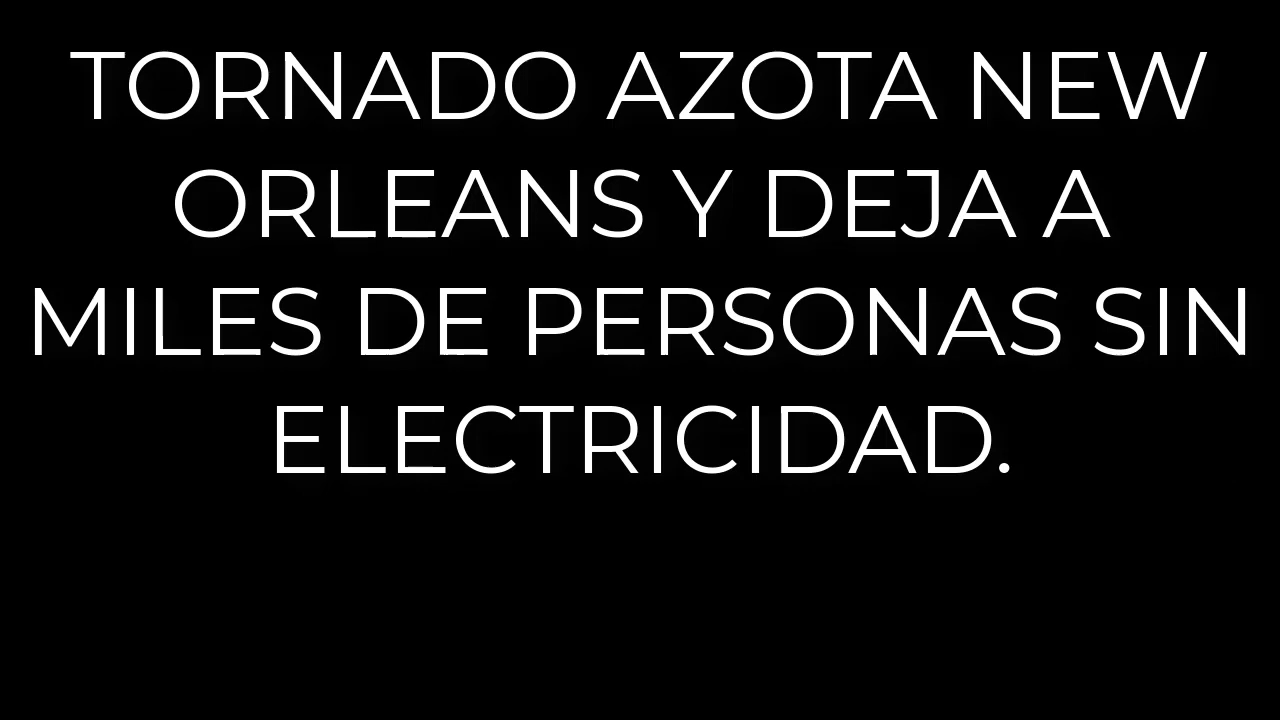 TORNADO AZOTA NEW
ORLEANS Y DEJA A
MILES DE PERSONAS SIN
ELECTRICIDAD.